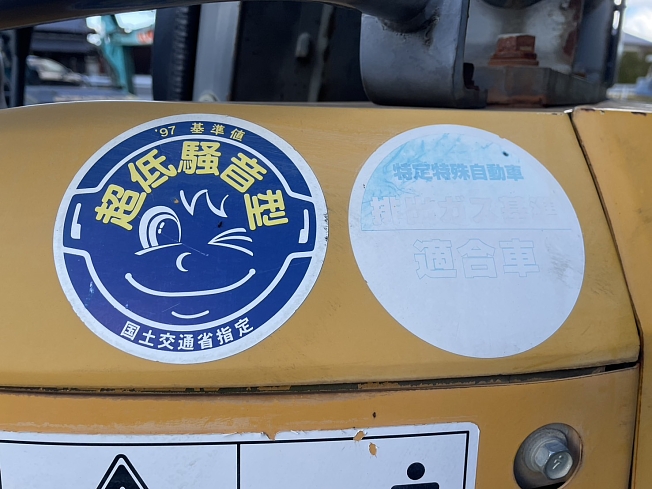 '97 基準値
超低騒音型
国土交通省指定
特定特殊自動車
排出ガス基準
適合車